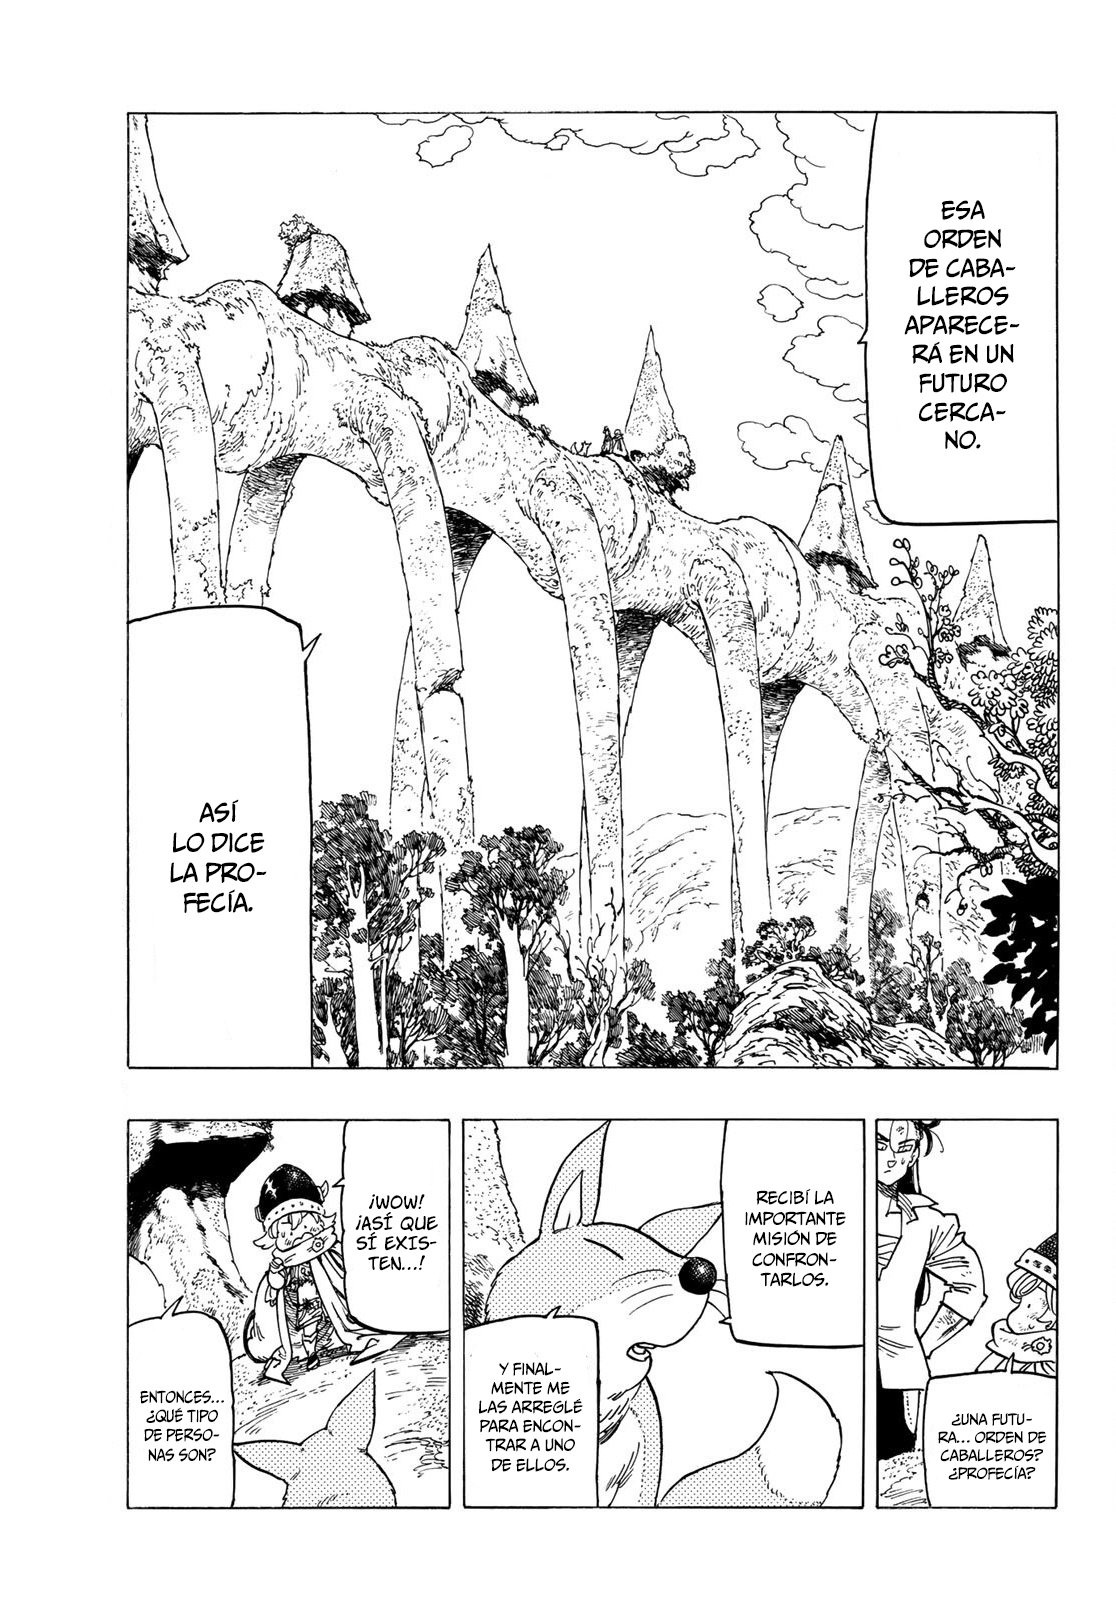 ESA
ORDEN
DE CABA-
LLEROS
APARECE-
RÁ EN UN
FUTURO
CERCA-
NO.
ASÍ
LO DICE
LA PRO-
FECÍA.
¿UNA FUTU-
RA... ORDEN DE
CABALLEROS?
¿PROFECÍA?
RECIBÍ LA
IMPORTANTE
MISIÓN DE
CONFRON-
TARLOS.
Y FINAL-
MENTE ME
LAS ARREGLÉ
PARA ENCON-
TRAR A UNO
DE ELLOS.
¡WOW!
¡ASÍ QUE
SÍ EXIS-
TEN...!
ENTONCES...
¿QUÉ TIPO
DE PERSO-
NAS SON?